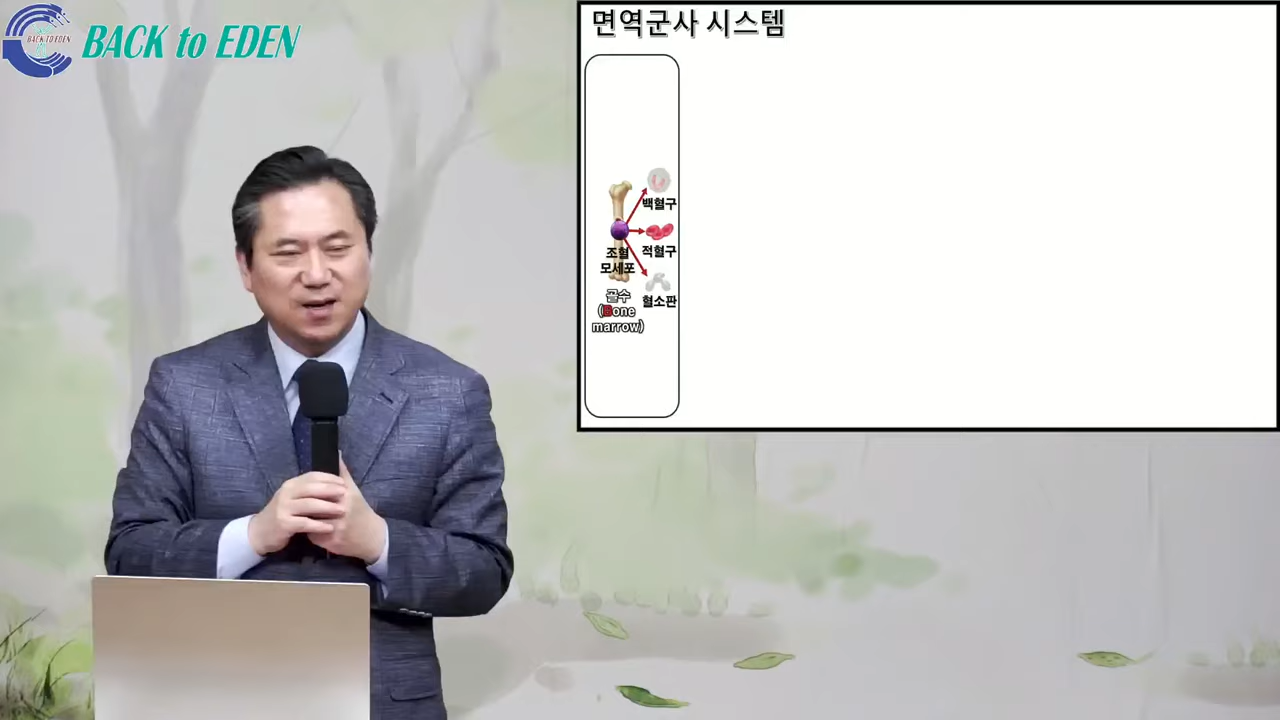 BACK TO EDEN
BACK to EDEN
면역군사 시스템
백혈구
조혈
모세포
적혈구
골수
(Bone
marrow)
혈소판